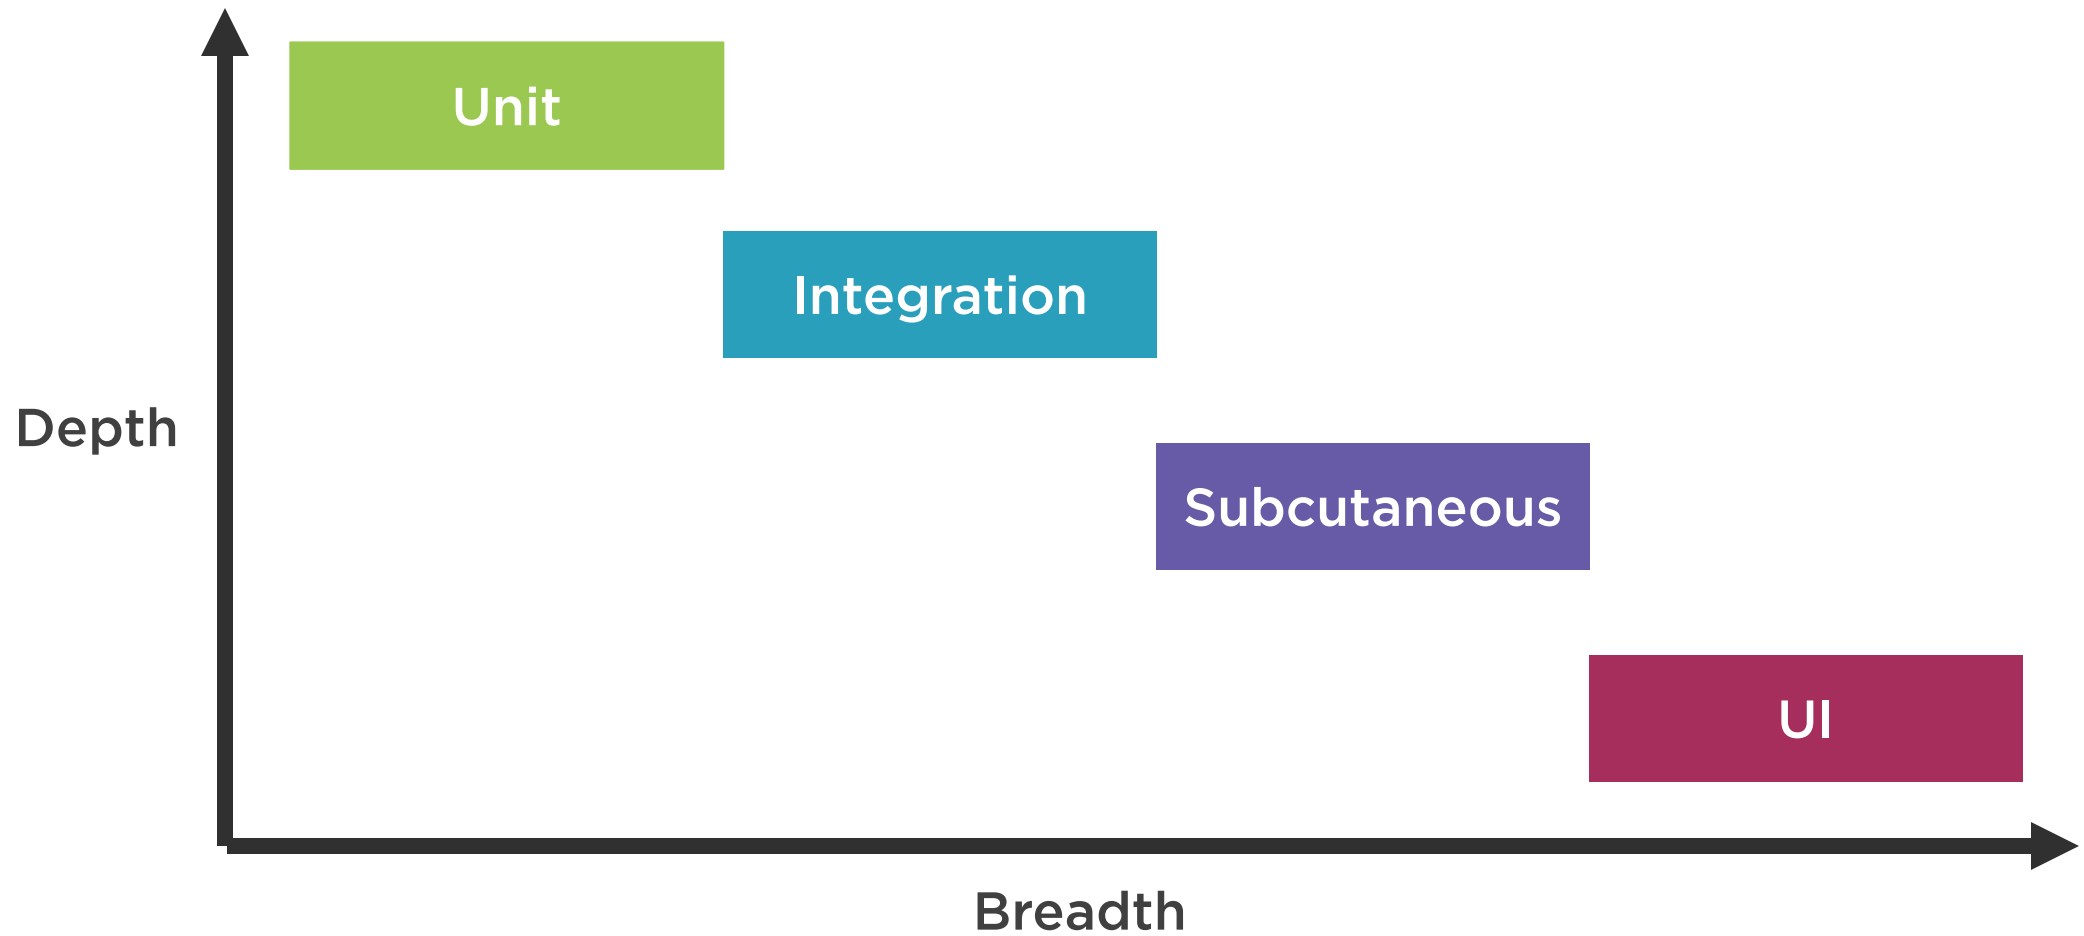 Unit
Integration
Depth
Subcutaneous
UI
Breadth